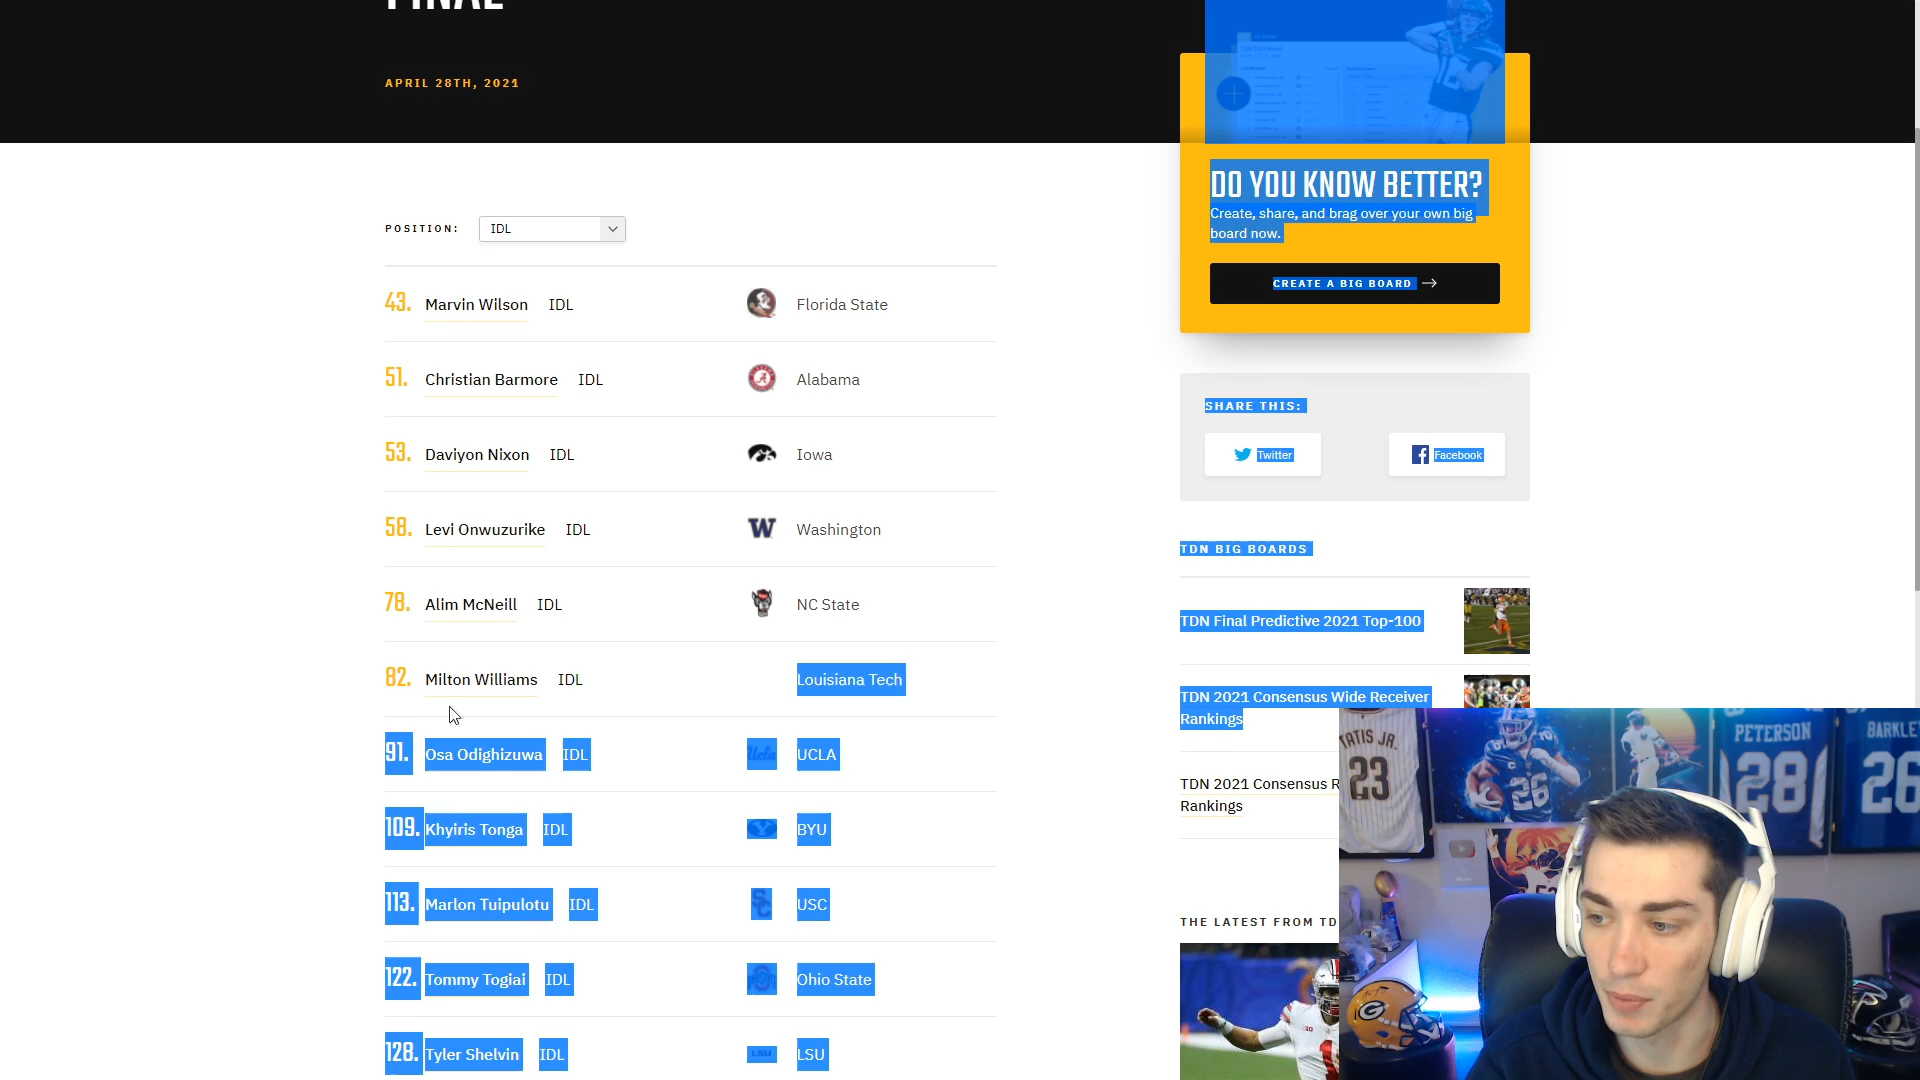 FINAL
APRIL 28TH, 2021
POSITION: IDL
43. Marvin Wilson IDL Florida State
51. Christian Barmore IDL Alabama
53. Daviyon Nixon IDL Iowa
58. Levi Onwuzurike IDL Washington
78. Alim McNeill IDL NC State
82. Milton Williams IDL Louisiana Tech
91. Osa Odighizuwa IDL UCLA
109. Khyiris Tonga IDL BYU
113. Marlon Tuipulotu IDL USC
122. Tommy Togiai IDL Ohio State
128. Tyler Shelvin IDL LSU
DO YOU KNOW BETTER?
Create, share, and brag over your own big
board now.
CREATE A BIG BOARD
SHARE THIS:
Twitter
Facebook
TDN BIG BOARDS
TDN Final Predictive 2021 Top-100
TDN 2021 Consensus Wide Receiver
Rankings
TDN 2021 Consensus R
Rankings
THE LATEST FROM TD
TATIS JR.
23
26
PETERSON
28
BARKLE
26